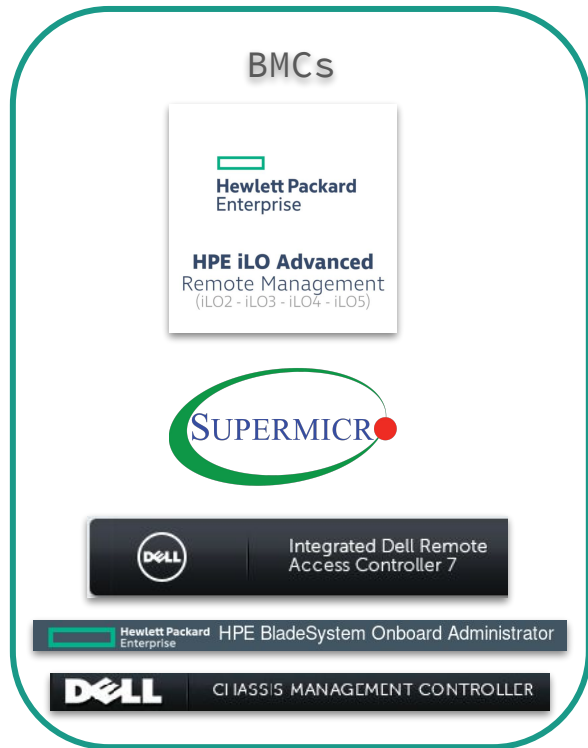 BMCs
Hewlett Packard
Enterprise
HPE iLO Advanced
Remote Management
(iLO2 - iLO3 - iLO4 - iLO5)
SUPERMICR
DELL
Integrated Dell Remote
Access Controller 7
Hewlett Packard
Enterprise
HPE BladeSystem Onboard Administrator
DELL
CHASSIS MANAGEMENT CONTROLLER